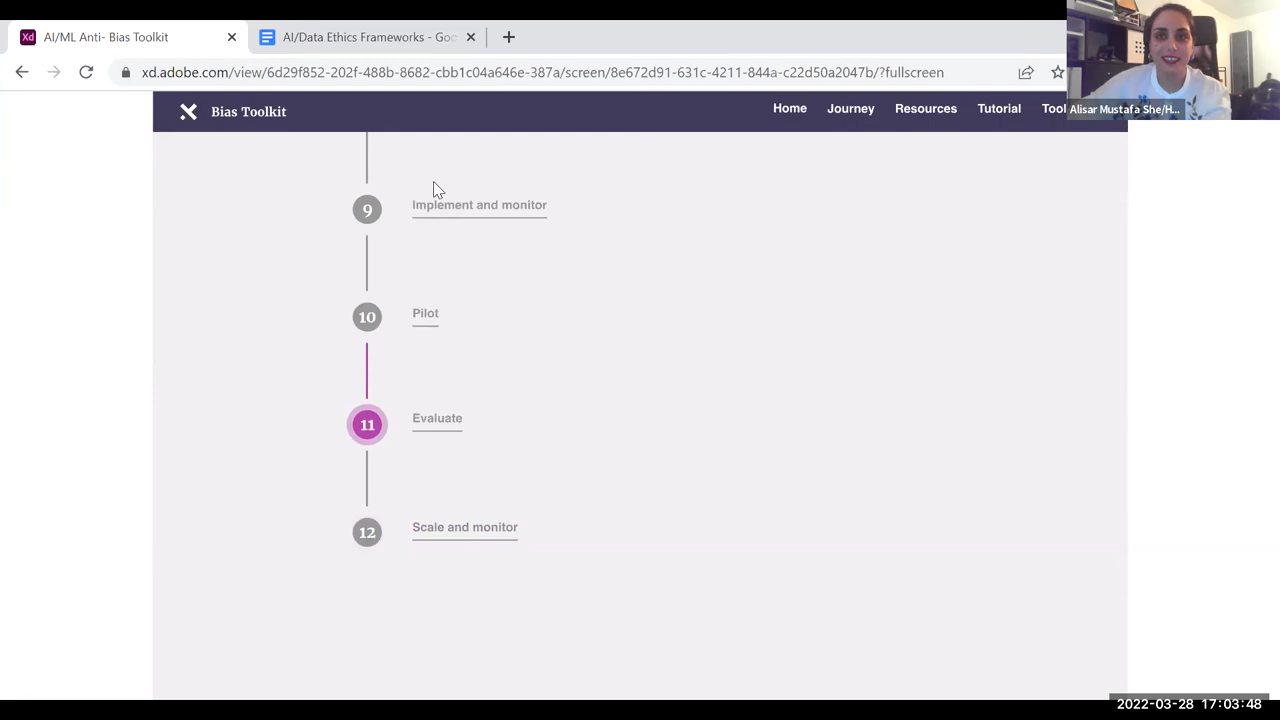 AI/ML Anti- Bias Toolkit
AI/Data Ethics Frameworks - Goo
xd.adobe.com/view/6d29f852-202f-488b-8682-cbb1c04a646e-387a/screen/8e672d91-631c-4211-844a-c22d50a2047b/?fullscreen
Xd
Bias Toolkit
Home
Journey
Resources
Tutorial
Tool
Alisar Mustafa She/H...
9
Implement and monitor
10
Pilot
11
Evaluate
12
Scale and monitor
2022-03-28 17:03:48